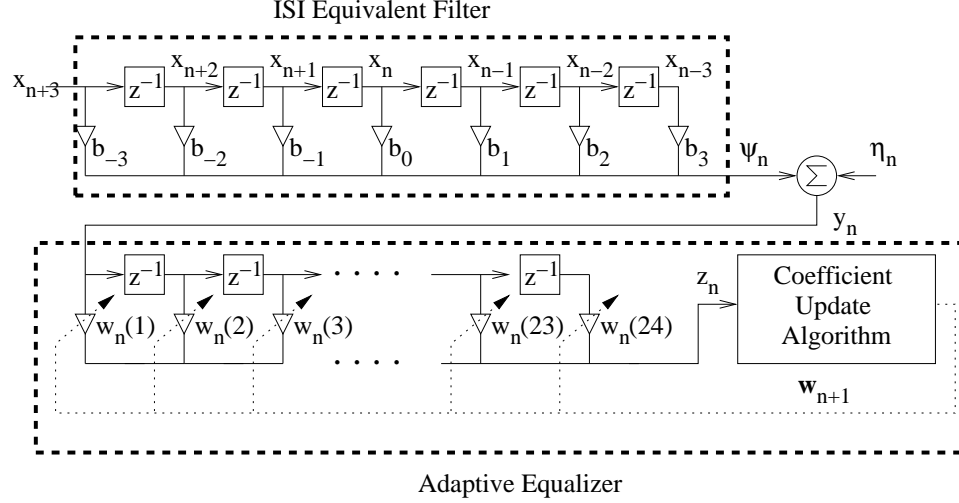 ISI Equivalent Filter
x_{n+3} z^{-1} x_{n+2} z^{-1} x_{n+1} z^{-1} x_n z^{-1} x_{n-1} z^{-1} x_{n-2} z^{-1} x_{n-3}
b_{-3} b_{-2} b_{-1} b_0 b_1 b_2 b_3 ψ_n Σ η_n
y_n
z^{-1} z^{-1} . . . . z^{-1} z_n
w_n(1) w_n(2) w_n(3) w_n(23) w_n(24)
. . . .
Coefficient
Update
Algorithm
w_{n+1}
Adaptive Equalizer